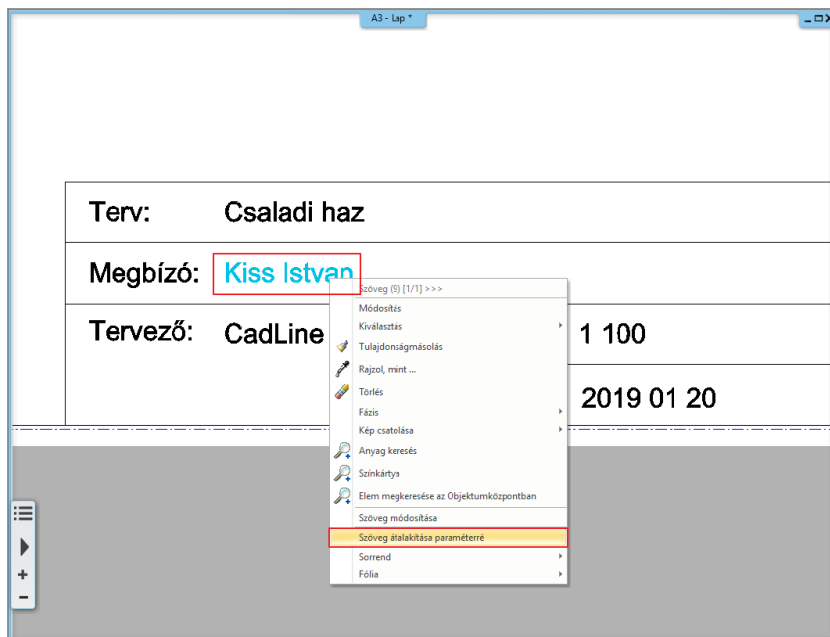 A3 - Lap *
Terv: Csaladi haz
Megbízó: Kiss Istvan
Szöveg (9) [1/1] >>>
Módosítás
Kiválasztás
Tervező: CadLine
1 100
Tulajdonságmásolás
Rajzol, mint ...
Törlés
2019 01 20
Fázis
Kép csatolása
Anyag keresés
Színkártya
Elem megkeresése az Objektumközpontban
Szöveg módosítása
Szöveg átalakítása paraméterré
Sorrend
Fólia